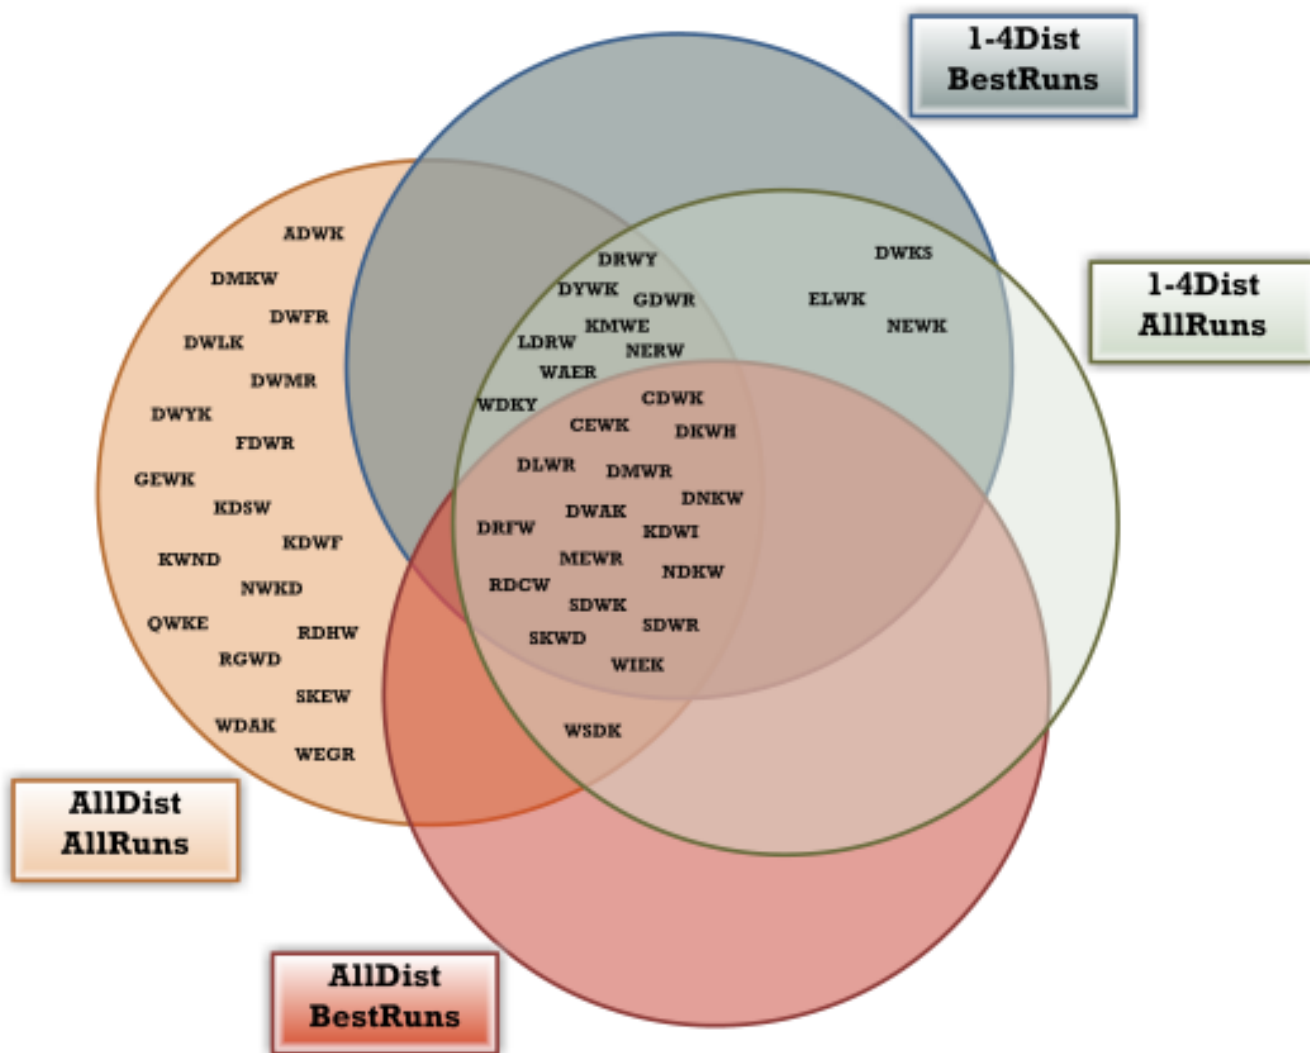 1-4Dist
BestRuns
ADWK
DRWY
DWKS
DMKW
DYWK
GDWR
ELWK
1-4Dist
AllRuns
DWFR
KMWE
NEWK
DWLK
LDRW
NERW
DWMR
WAER
DWYK
WDKY
CDWK
FDWR
CEWK
DKWH
GEWK
DLWR
DMWR
KDSW
DNKW
DWAK
DRFW
KDWI
KDWF
KWND
MEWR
NDKW
NWKD
RDCW
SDWK
QWKE
RDHW
SKWD
SDWR
RGWD
WIEK
SKEW
WDAK
WSDK
WEGR
AllDist
AllRuns
AllDist
BestRuns